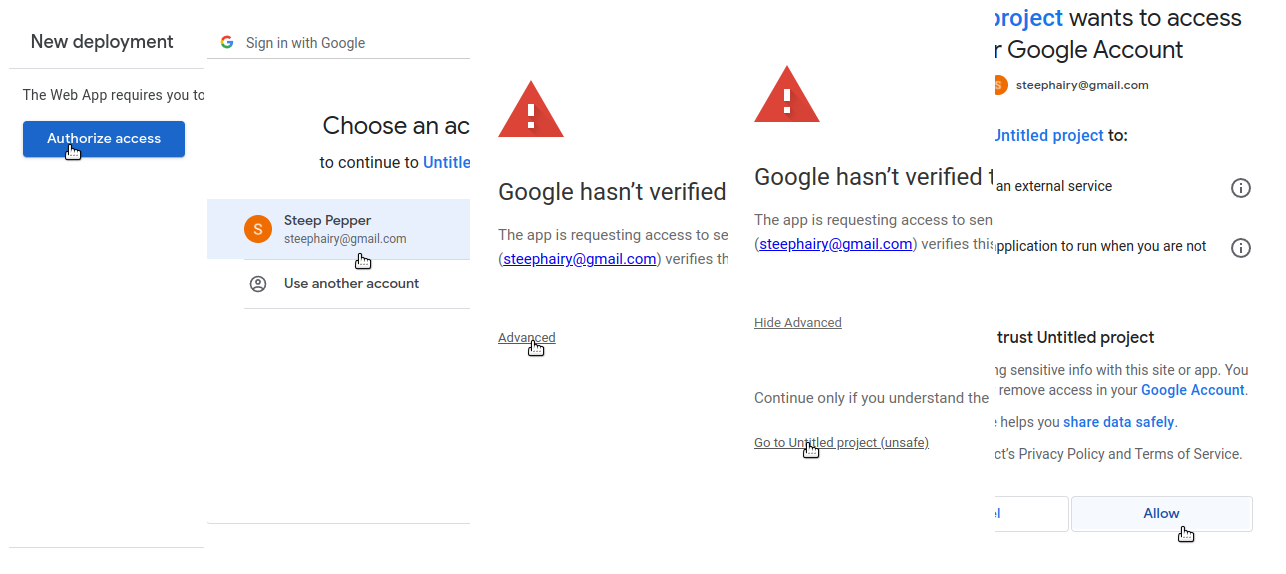 New deployment
The Web App requires you to
Authorize access
Sign in with Google
Choose an ac
to continue to Untitle
S
Steep Pepper
steephairy@gmail.com
Use another account
Google hasn’t verified
The app is requesting access to se
(steephairy@gmail.com) verifies th
Advanced
Google hasn’t verified t
The app is requesting access to sen
(steephairy@gmail.com) verifies this
Hide Advanced
Continue only if you understand the
Go to Untitled project (unsafe)
project wants to access
r Google Account
S steephairy@gmail.com
Untitled project to:
an external service
application to run when you are not
trust Untitled project
ng sensitive info with this site or app. You
remove access in your Google Account.
e helps you share data safely.
ct’s Privacy Policy and Terms of Service.
el
Allow